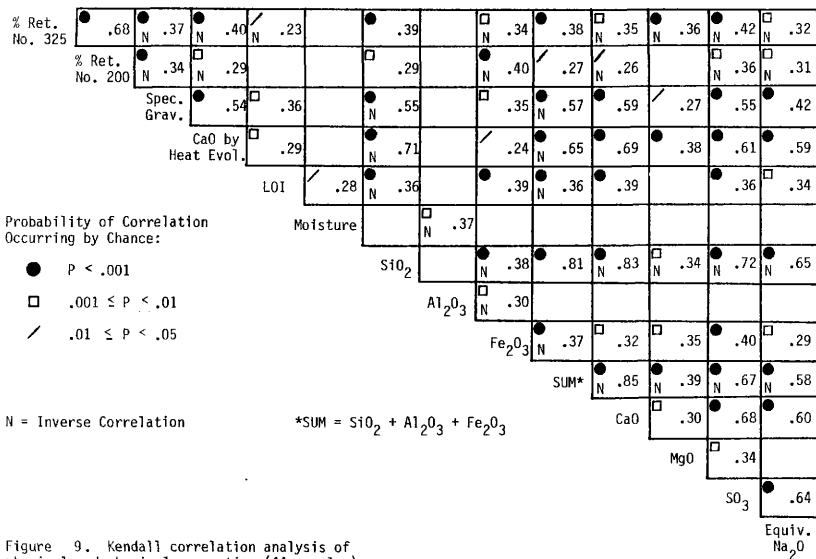 % Ret. No. 325 .68 N .37 N .40 N .23 .39 N .34 .38 N .35 N .36 N .42 N .32
% Ret. No. 200 N .34 N .29 .29 N .40 .27 N .26 N .36 N .31
Spec. Grav. .54 .36 N .55 .35 N .57 .59 .27 .55 .42
CaO by Heat Evol. .29 N .71 .24 N .65 .69 .38 .61 .59
LOI .28 N .36 .39 N .36 .39 .36 .34
Moisture N .37
SiO2 N .38 .81 N .83 N .34 N .72 N .65
Al2O3 N .30
Fe2O3 N .37 .32 .35 .40 .29
SUM* N .85 N .39 N .67 N .58
CaO .30 .68 .60
MgO .34
SO3 .64
Equiv. Na2O
Probability of Correlation
Occurring by Chance:
● P < .001
□ .001 ≤ P < .01
/ .01 ≤ P < .05
N = Inverse Correlation
*SUM = SiO2 + Al2O3 + Fe2O3
Figure 9. Kendall correlation analysis of